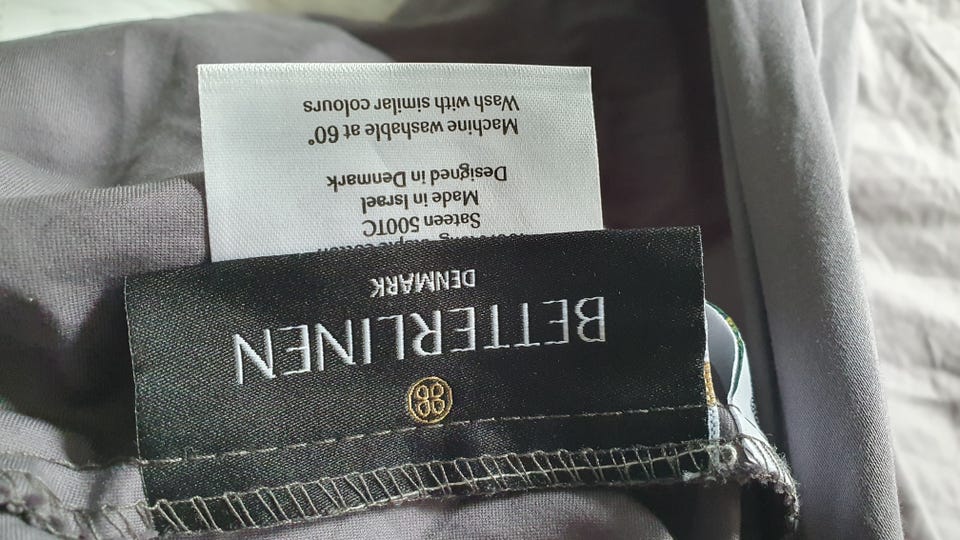 BETTERLINEN
DENMARK
Sateen 500TC
Made in Israel
Designed in Denmark
Machine washable at 60°
Wash with similar colours